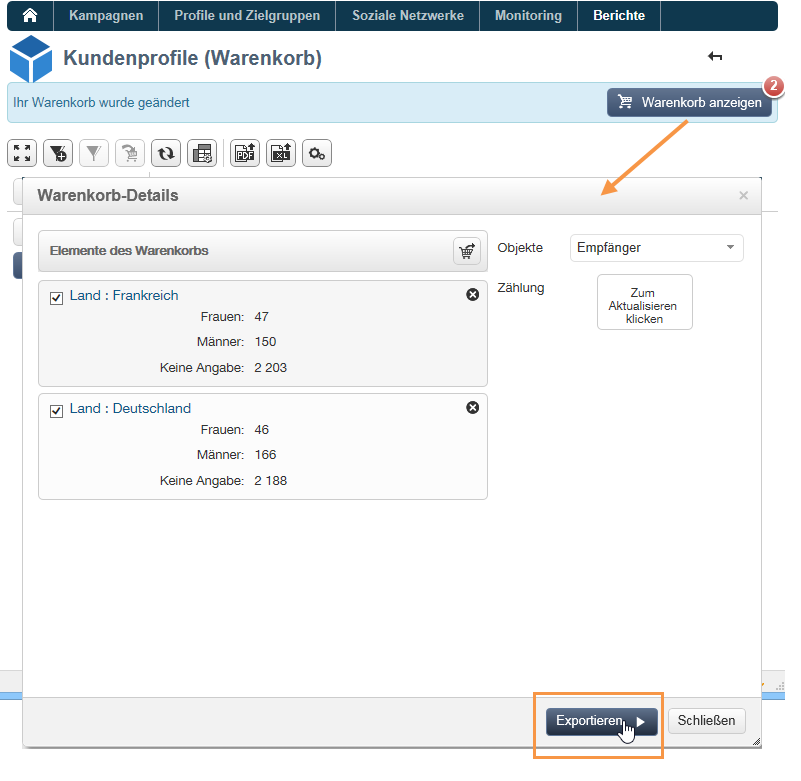 Kampagnen Profile und Zielgruppen Soziale Netzwerke Monitoring Berichte
Kundenprofile (Warenkorb)
Ihr Warenkorb wurde geändert
Warenkorb anzeigen
2
PDF
XL
Warenkorb-Details
Elemente des Warenkorbs
Objekte
Empfänger
Land : Frankreich
Frauen: 47
Männer: 150
Keine Angabe: 2 203
Zählung
Zum
Aktualisieren
klicken
Land : Deutschland
Frauen: 46
Männer: 166
Keine Angabe: 2 188
Exportieren
Schließen